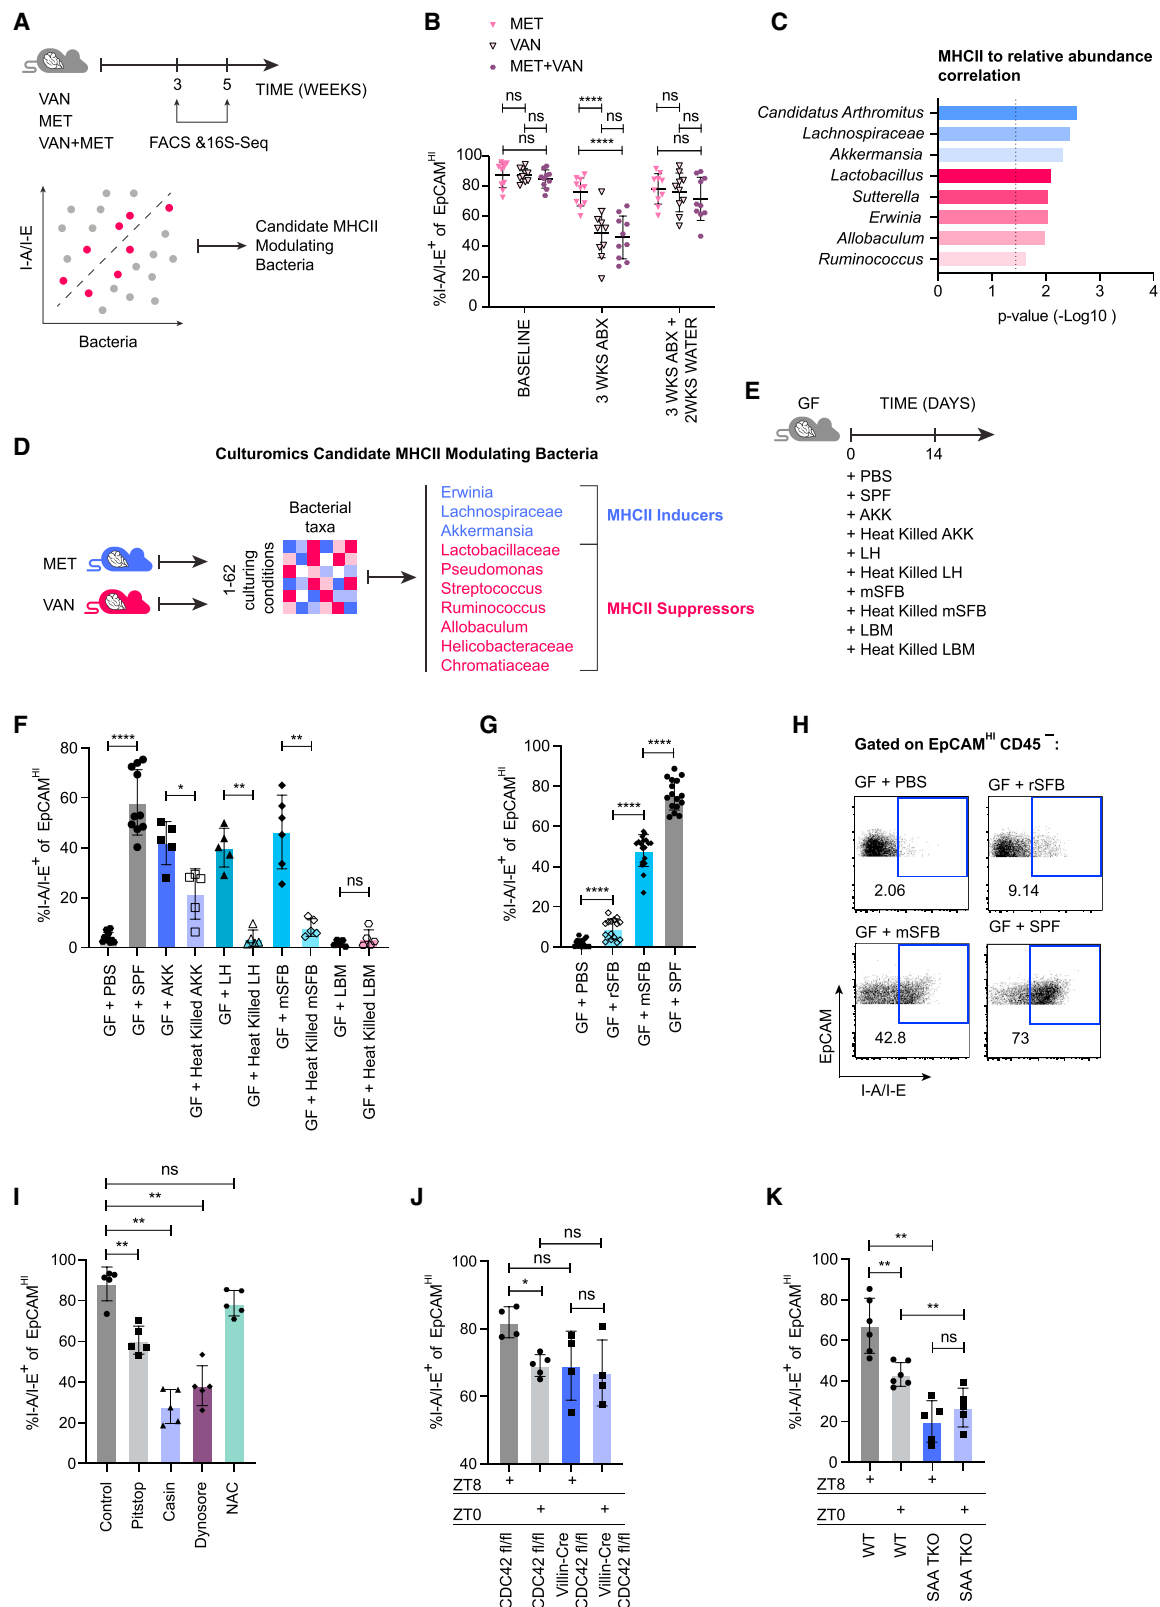 A
VAN
MET
VAN+MET
3
5
TIME (WEEKS)
FACS &16S-Seq
I-A/I-E
Bacteria
Candidate MHCII
Modulating
Bacteria
B
MET
VAN
MET+VAN
ns
ns
ns
****
ns
****
ns
ns
ns
%I-A/I-E+ of EpCAMHI
100
80
60
40
20
0
BASELINE
3 WKS ABX
3 WKS ABX +
2WKS WATER
C
MHCII to relative abundance
correlation
Candidatus Arthromitus
Lachnospiraceae
Akkermansia
Lactobacillus
Sutterella
Erwinia
Allobaculum
Ruminococcus
0
1
2
3
4
p-value (-Log10 )
D
Culturomics Candidate MHCII Modulating Bacteria
MET
VAN
Bacterial
taxa
1-62
culturing
conditions
Erwinia
Lachnospiraceae
Akkermansia
Lactobacillaceae
Pseudomonas
Streptococcus
Ruminococcus
Allobaculum
Helicobacteraceae
Chromatiaceae
MHCII Inducers
MHCII Suppressors
E
GF
TIME (DAYS)
0
14
+ PBS
+ SPF
+ AKK
+ Heat Killed AKK
+ LH
+ Heat Killed LH
+ mSFB
+ Heat Killed mSFB
+ LBM
+ Heat Killed LBM
F
%I-A/I-E+ of EpCAMHI
80
60
40
20
0
****
*
**
**
ns
GF + PBS
GF + SPF
GF + AKK
GF + Heat Killed AKK
GF + LH
GF + Heat Killed LH
GF + mSFB
GF + Heat Killed mSFB
GF + LBM
GF + Heat Killed LBM
G
%I-A/I-E+ of EpCAMHI
100
80
60
40
20
0
****
****
****
GF + PBS
GF + rSFB
GF + mSFB
GF + SPF
H
Gated on EpCAMHI CD45−:
GF + PBS
2.06
GF + rSFB
9.14
GF + mSFB
42.8
GF + SPF
73
EpCAM
I-A/I-E
I
ns
**
**
**
%I-A/I-E+ of EpCAMHI
100
80
60
40
20
0
Control
Pitstop
Casin
Dynosore
NAC
J
ns
ns
*
ns
%I-A/I-E+ of EpCAMHI
100
80
60
40
ZT8
+
+
ZT0
+
+
CDC42 fl/fl
CDC42 fl/fl
Villin-Cre
CDC42 fl/fl
Villin-Cre
CDC42 fl/fl
K
**
**
**
ns
%I-A/I-E+ of EpCAMHI
100
80
60
40
20
0
ZT8
+
+
ZT0
+
+
WT
WT
SAA TKO
SAA TKO